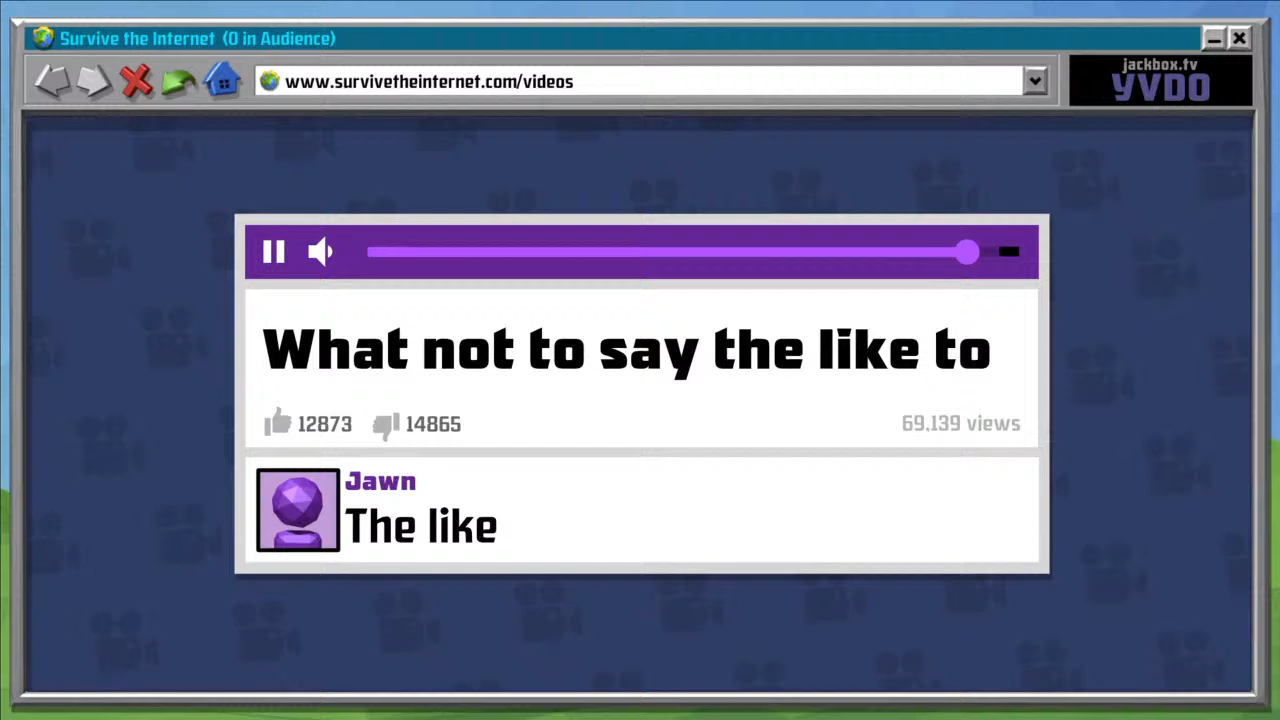 Survive the Internet (0 in Audience)
www.survivetheinternet.com/videos
jackbox.tv
YVDO
What not to say the like to
12873 14865 69,139 views
Jawn
The like